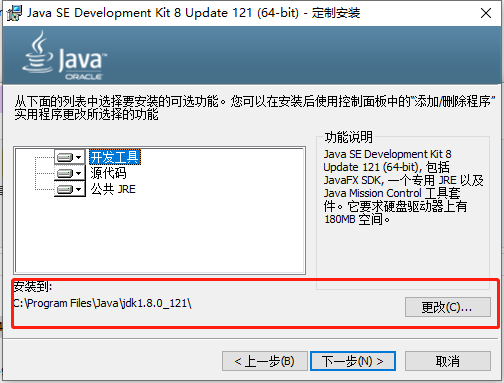 Java SE Development Kit 8 Update 121 (64-bit) - 定制安装
Java
ORACLE
从下面的列表中选择要安装的可选功能。您可以在安装后使用控制面板中的“添加/删除程序”
实用程序更改所选择的功能
开发工具
源代码
公共 JRE
功能说明
Java SE Development Kit 8
Update 121 (64-bit), 包括
JavaFX SDK, 一个专用 JRE 以及
Java Mission Control 工具套
件。它要求硬盘驱动器上有
180MB 空间。
安装到:
C:\Program Files\Java\jdk1.8.0_121\
更改(C)...
< 上一步(B)
下一步(N) >
取消